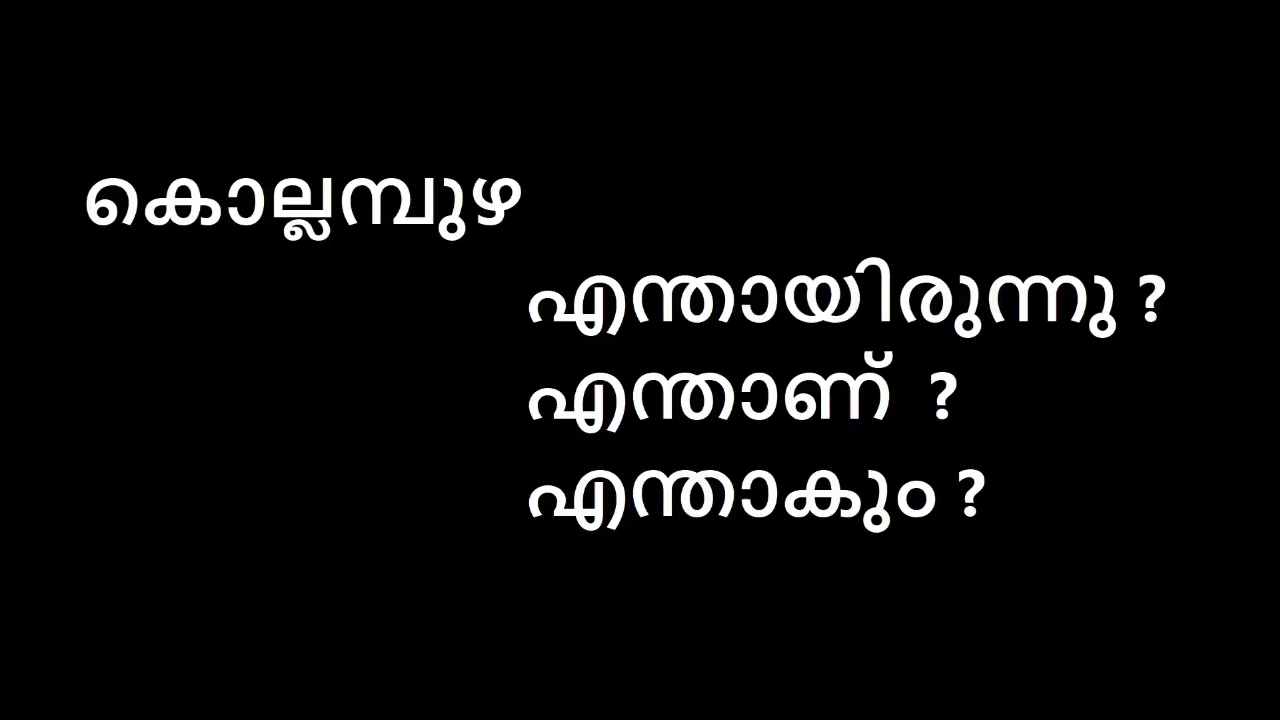 കൊല്ലമ്പുഴ
എന്തായിരുന്നു ?
എന്താണ് ?
എന്താകും ?